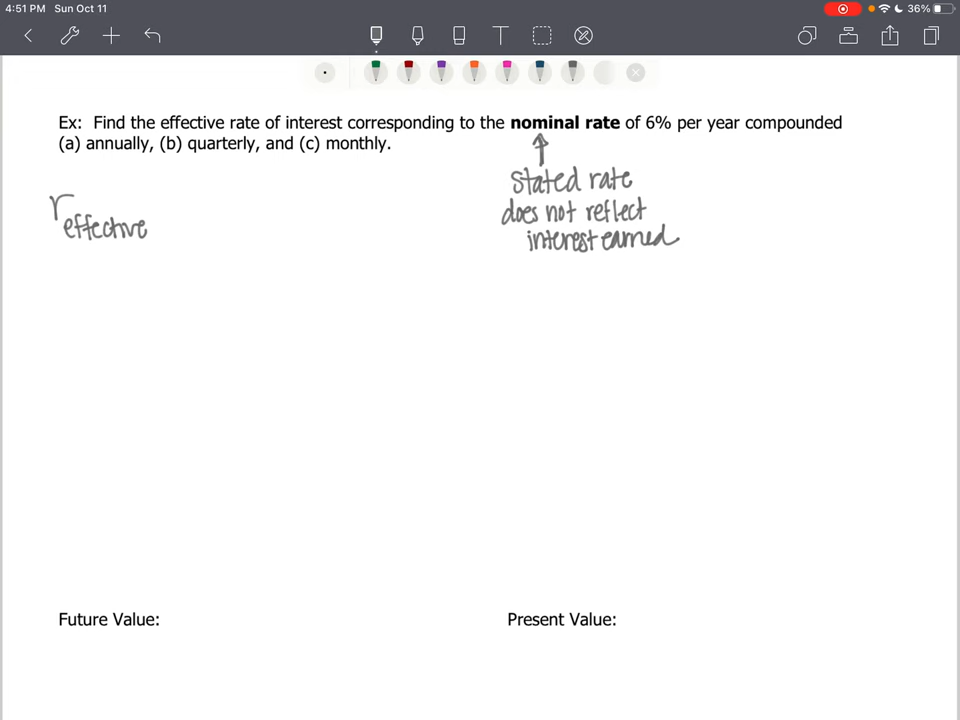 4:51 PM Sun Oct 11
36%
Ex: Find the effective rate of interest corresponding to the nominal rate of 6% per year compounded
(a) annually, (b) quarterly, and (c) monthly.
stated rate
does not reflect
interest earned
r effective
Future Value:
Present Value: